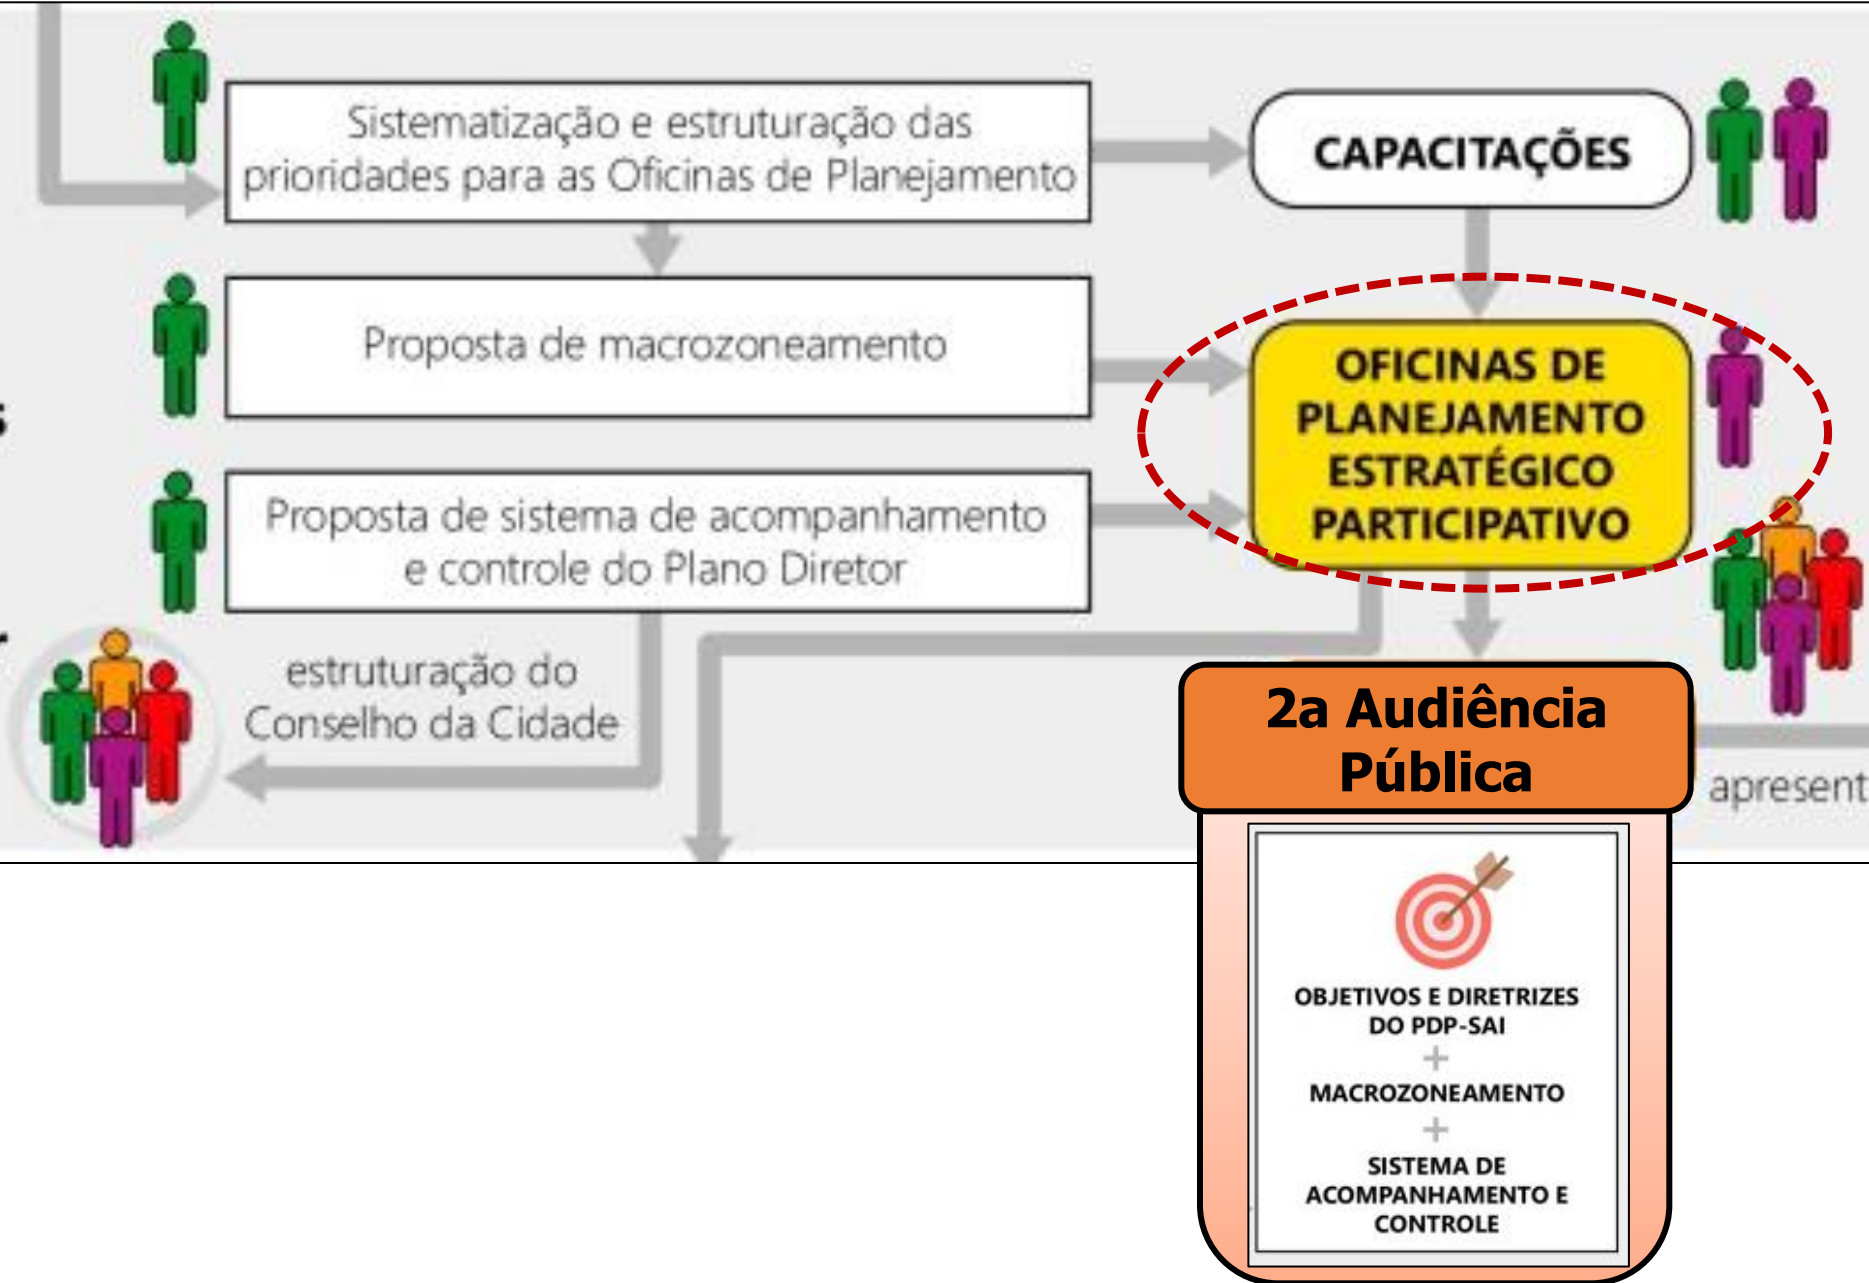 Sistematização e estruturação das
prioridades para as Oficinas de Planejamento
CAPACITAÇÕES
Proposta de macrozoneamento
OFICINAS DE
PLANEJAMENTO
ESTRATÉGICO
PARTICIPATIVO
s
Proposta de sistema de acompanhamento
e controle do Plano Diretor
r
estruturação do
Conselho da Cidade
2a Audiência
Pública
apresent
OBJETIVOS E DIRETRIZES
DO PDP-SAI
+
MACROZONEAMENTO
+
SISTEMA DE
ACOMPANHAMENTO E
CONTROLE